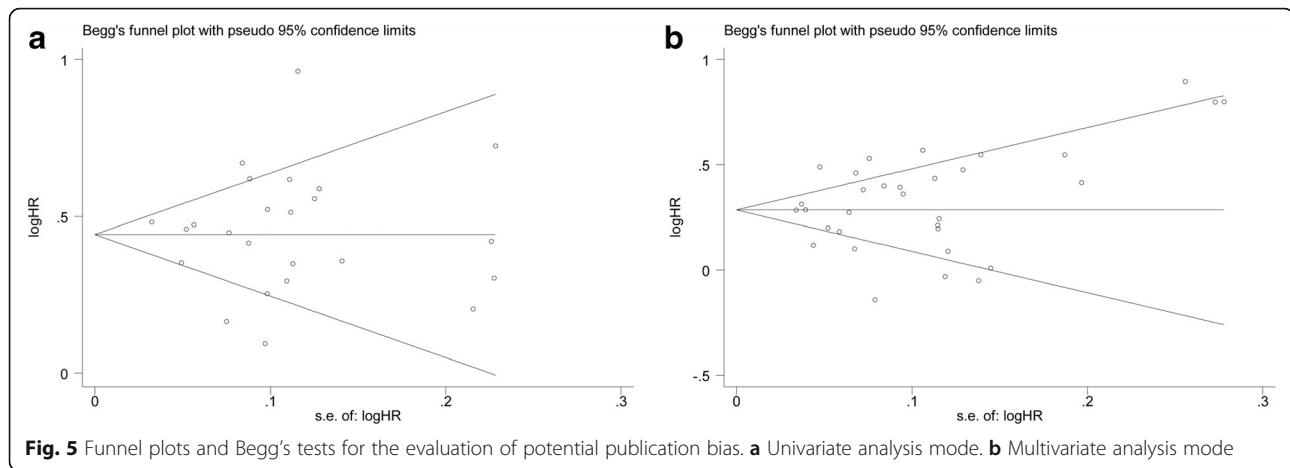 a
Begg's funnel plot with pseudo 95% confidence limits
1
.5
0
logHR
0
.1
.2
.3
s.e. of: logHR
b
Begg's funnel plot with pseudo 95% confidence limits
1
.5
0
-.5
logHR
0
.1
.2
.3
s.e. of: logHR
Fig. 5 Funnel plots and Begg's tests for the evaluation of potential publication bias. a Univariate analysis mode. b Multivariate analysis mode